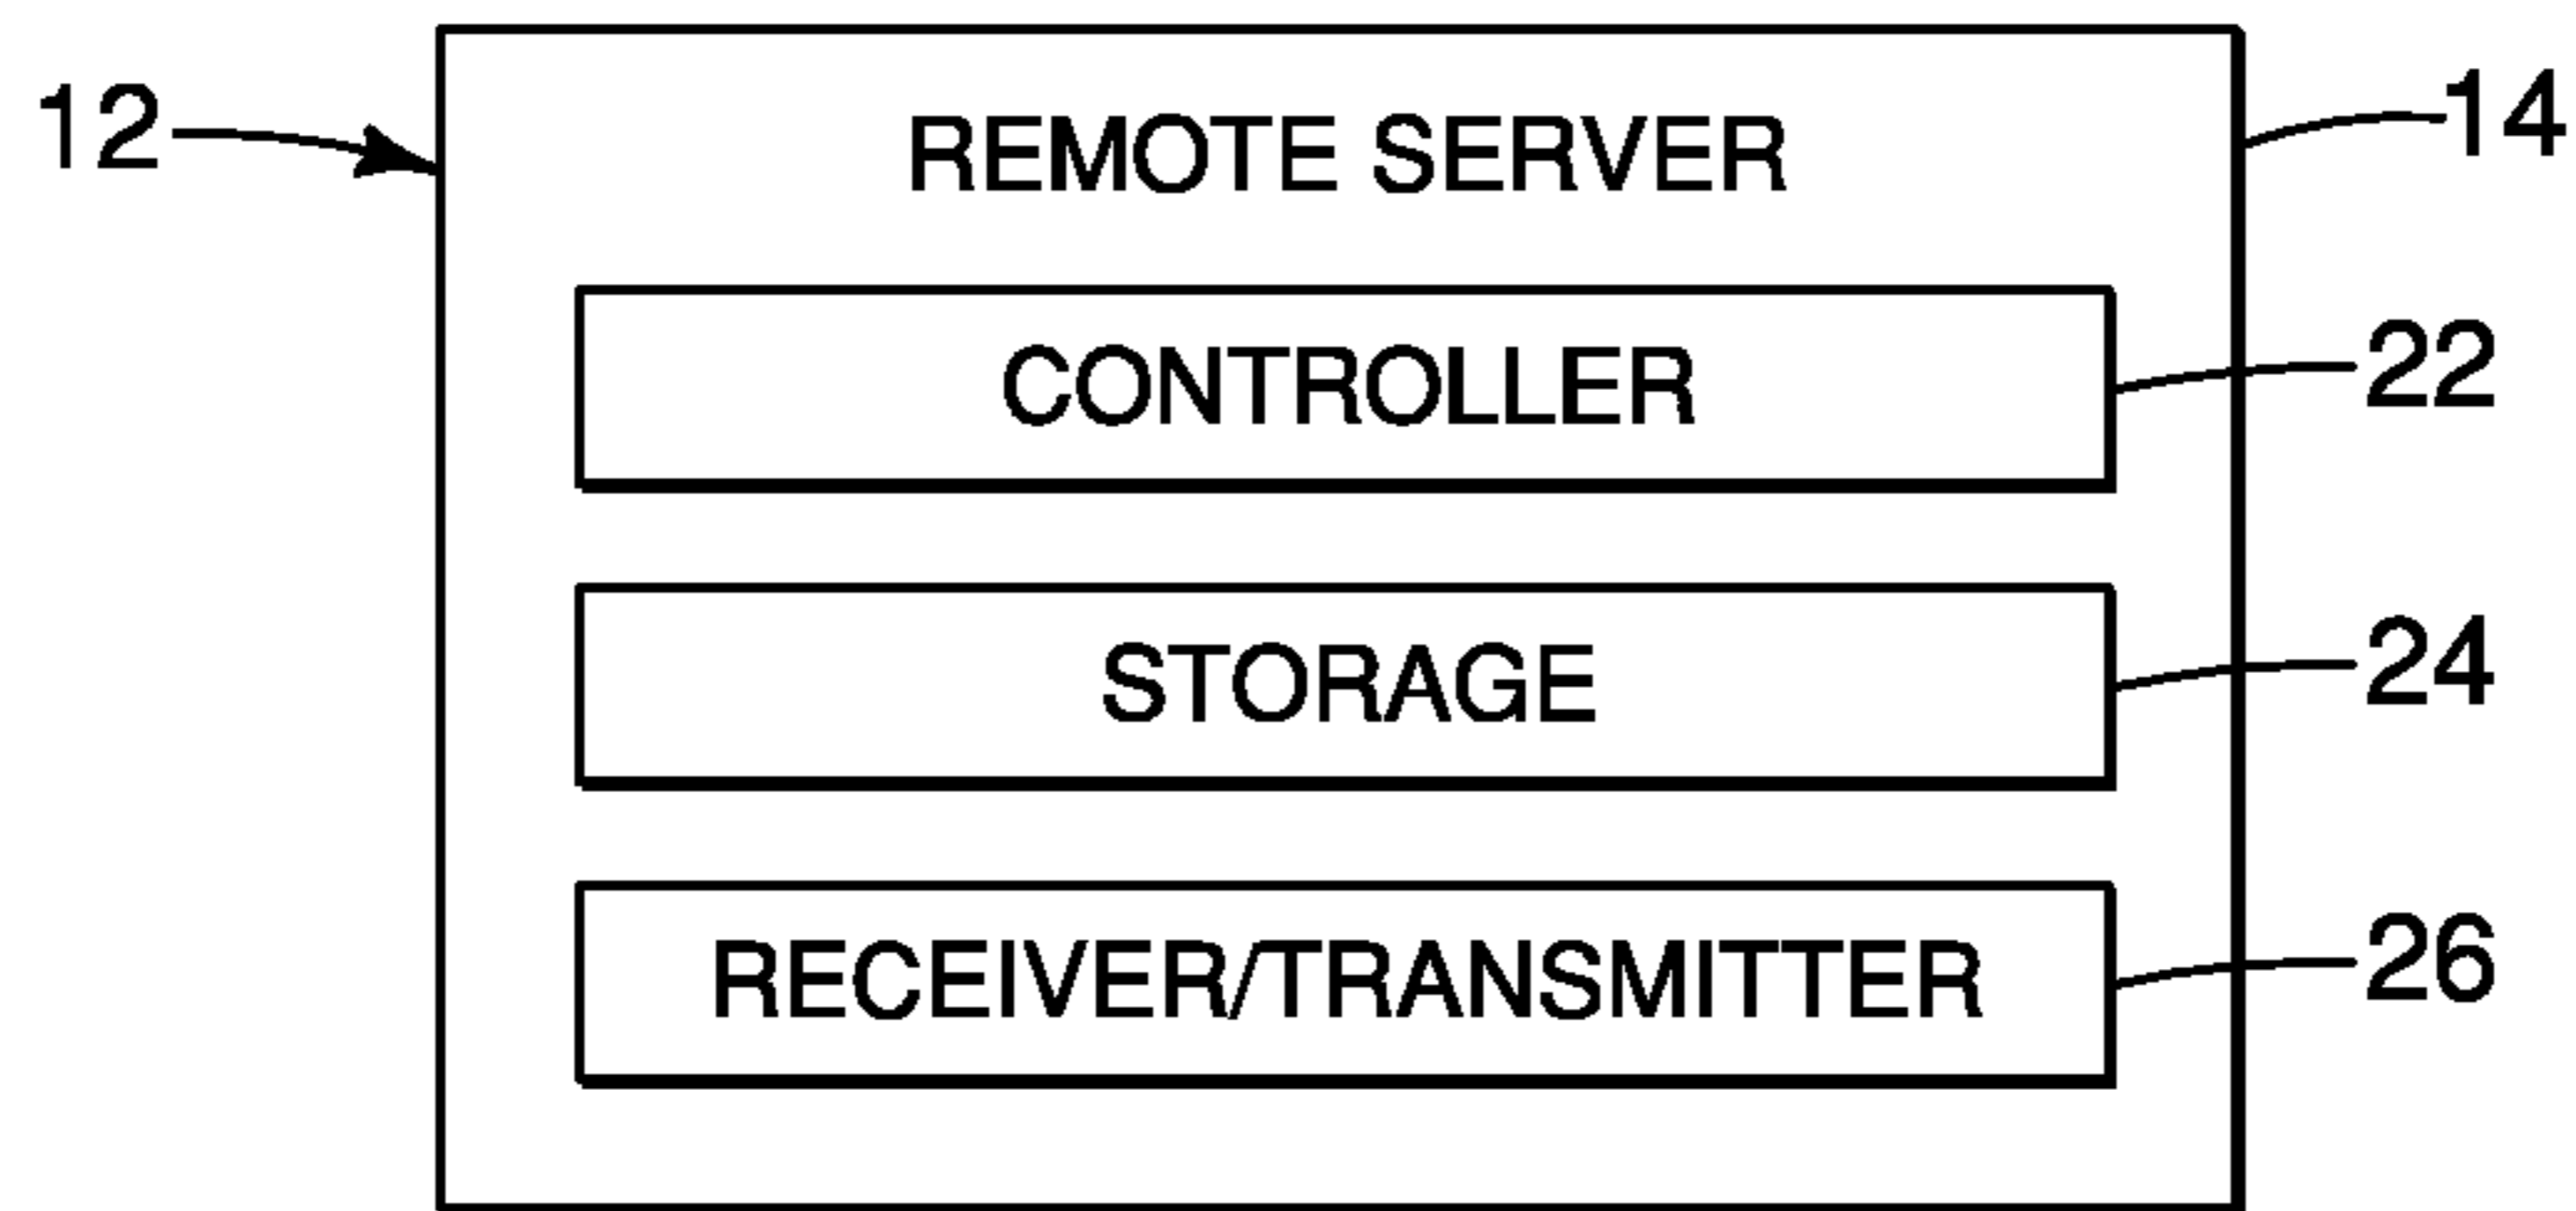 12
REMOTE SERVER
14
CONTROLLER
22
STORAGE
24
RECEIVER/TRANSMITTER
26